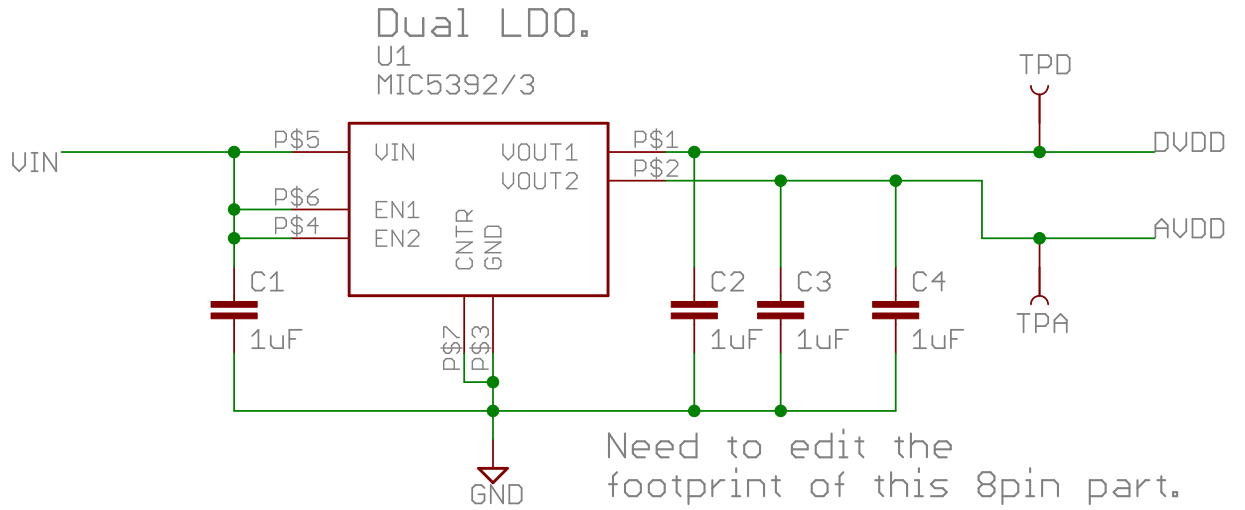 Dual LDO.
U1
MIC5392/3
TPD
VIN
P$5
VIN
VOUT1
P$1
DVDD
VOUT2
P$2
P$6
EN1
P$4
EN2
CNTR
GND
AVDD
C1
C2
C3
C4
1uF
1uF
1uF
1uF
TPA
P$7
P$3
GND
Need to edit the
footprint of this 8pin part.